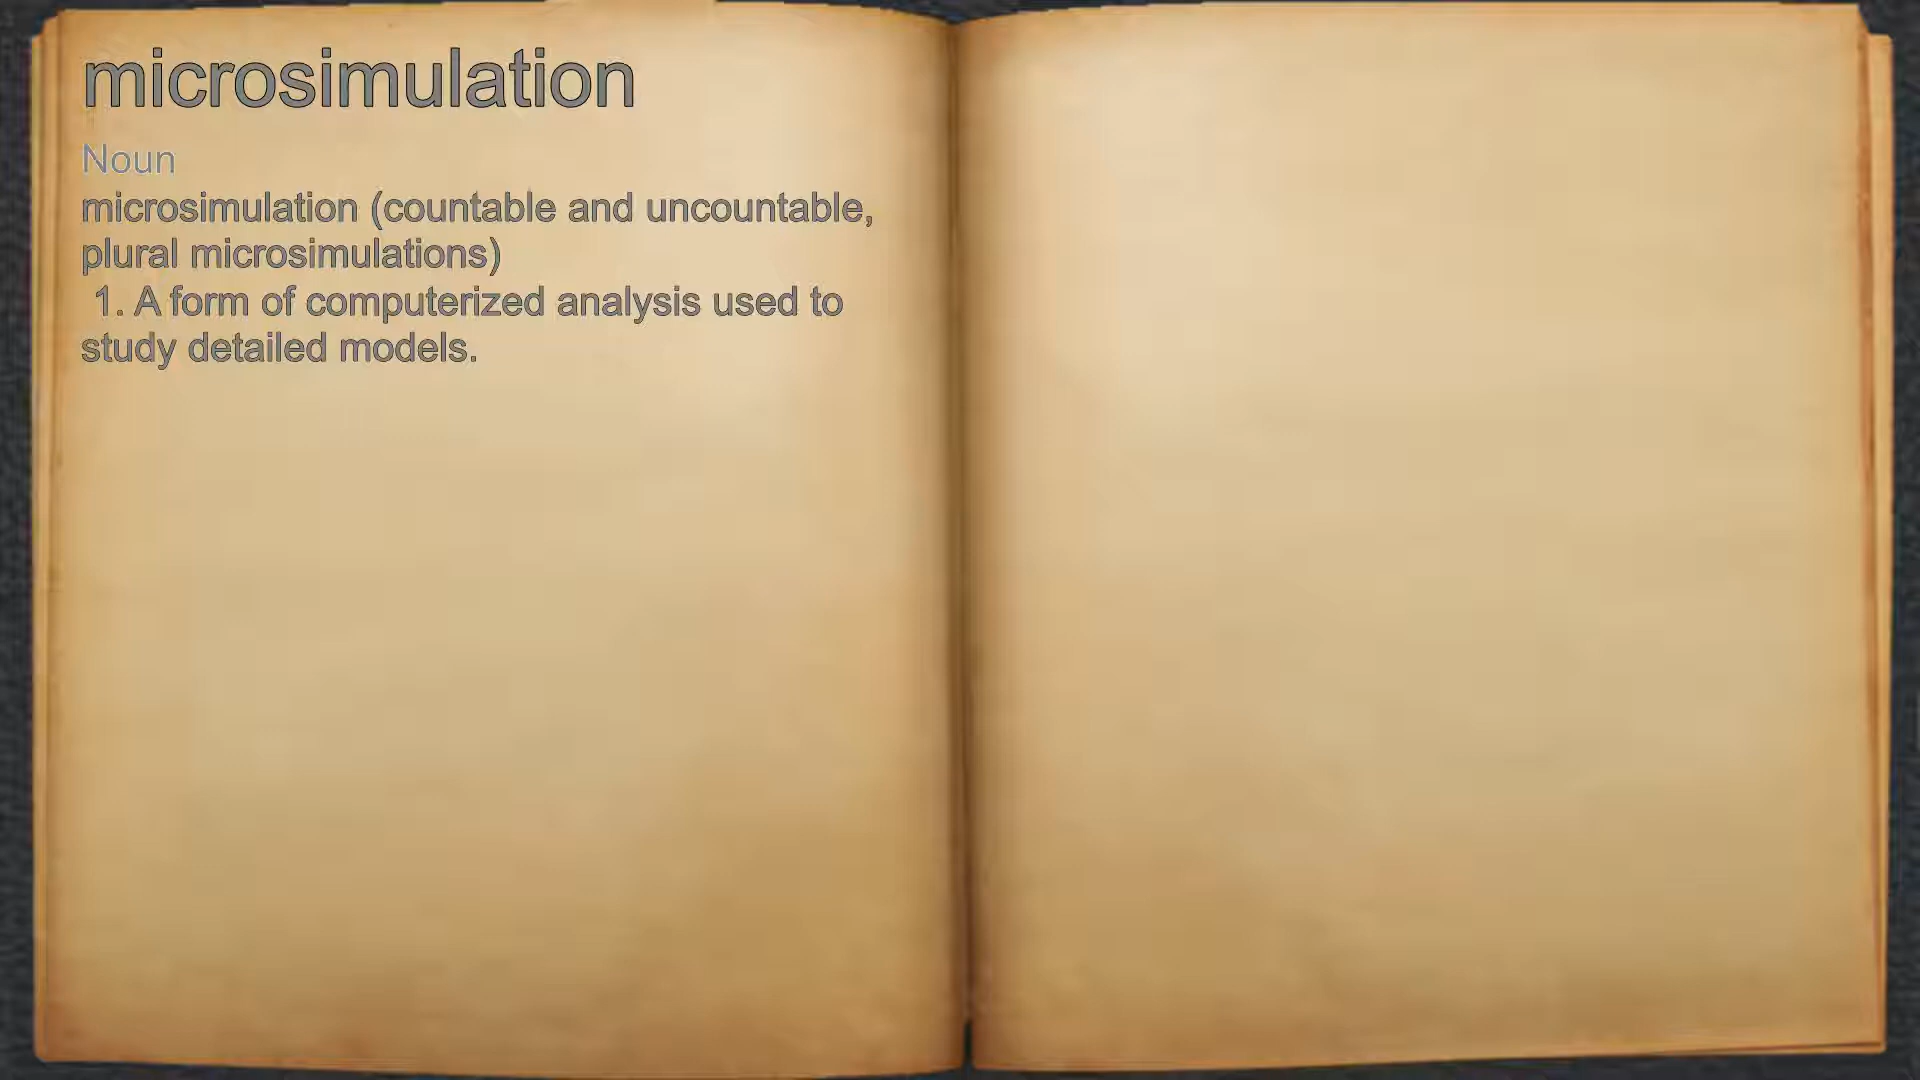 microsimulation
Noun
microsimulation (countable and uncountable,
plural microsimulations)
1. A form of computerized analysis used to
study detailed models.